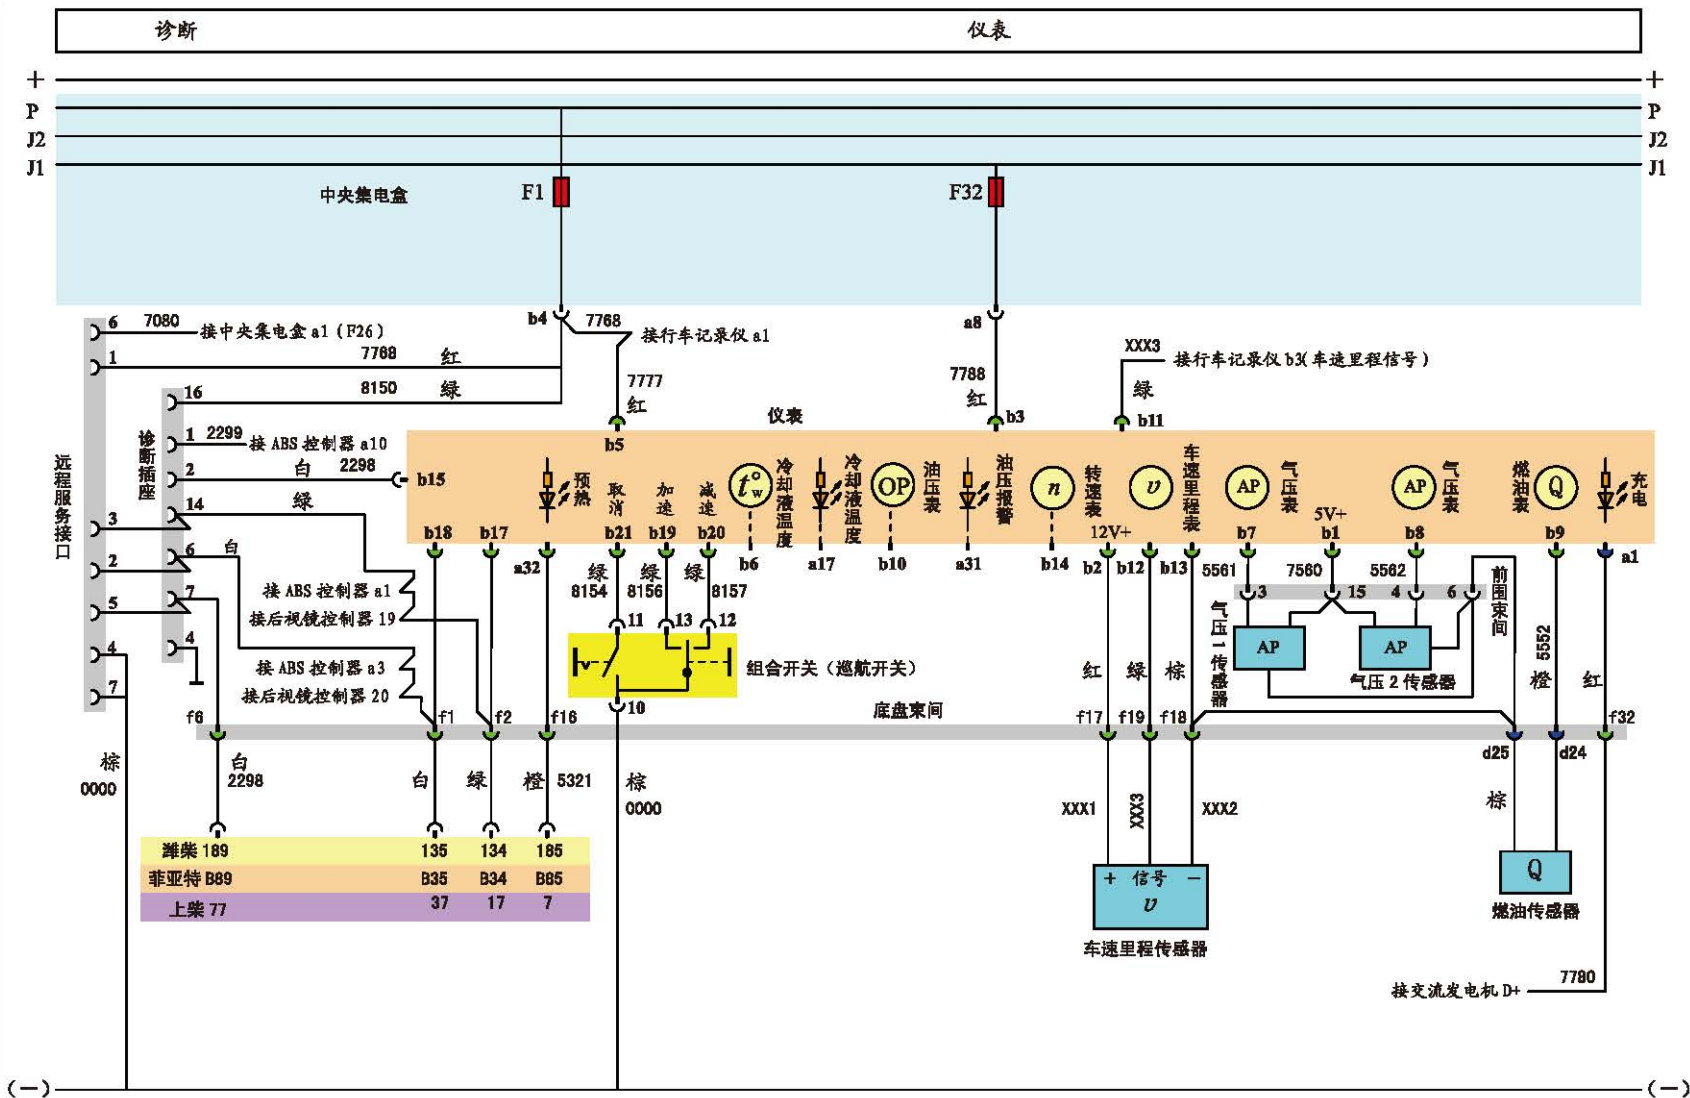 诊断 仪表
+ +
P P
J2 J2
J1 J1
中央集电盒 F1 F32
b4 7768 接行车记录仪 a1
a8
6 7080 接中央集电盒 a1（F26）
1 7768 红
16 8150 绿
7777
红
7788
红
XXX3 接行车记录仪 b3(车速里程信号)
绿
b5 仪表 b3 b11
远程服务接口
诊断插座
1 2299 接 ABS 控制器 a10
2 白 2298 b15
14 绿
3
6 白
2
7
5
4
4
7
接 ABS 控制器 a1
接后视镜控制器 19
接 ABS 控制器 a3
接后视镜控制器 20
预热
取消
加速
减速
t°w 冷却液温度
冷却液温度
OP 油压表
油压报警
n 转速表
υ 车速里程表
AP 气压表
AP 气压表
燃油表 Q
充电
12V+ 5V+
b18 b17 a32 b21 b19 b20 b6 a17 b10 a31 b14 b2 b12 b13 b7 b1 b8 b9 a1
绿 绿 绿
8154 8156 8157
5561 7560 5562
11 13 12
3 15 4 6
前围束间
组合开关（巡航开关）
10
气压 1 传感器
AP AP
气压 2 传感器
红 绿 棕
5552
橙 红
底盘束间
f6 f1 f2 f16 f17 f19 f18 f32
d25 d24
棕
0000
白
2298
白 绿 橙 5321
棕
0000
XXX1 XXX3 XXX2
棕
潍柴 189 135 134 185
菲亚特 B89 B35 B34 B85
上柴 77 37 17 7
+ 信号 −
υ
车速里程传感器
Q
燃油传感器
接交流发电机 D+ 7780
(−) (−)